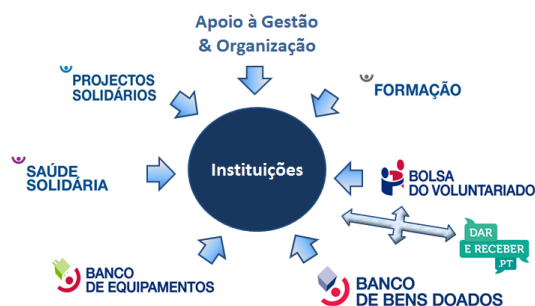 Apoio à Gestão
& Organização
PROJECTOS
SOLIDÁRIOS
FORMAÇÃO
SAÚDE
SOLIDÁRIA
Instituições
BOLSA
DO VOLUNTARIADO
DAR
E RECEBER
.PT
BANCO
DE EQUIPAMENTOS
BANCO
DE BENS DOADOS